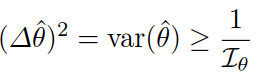 (Δθ̂)² = var(θ̂) ≥ 1/ℐ_θ